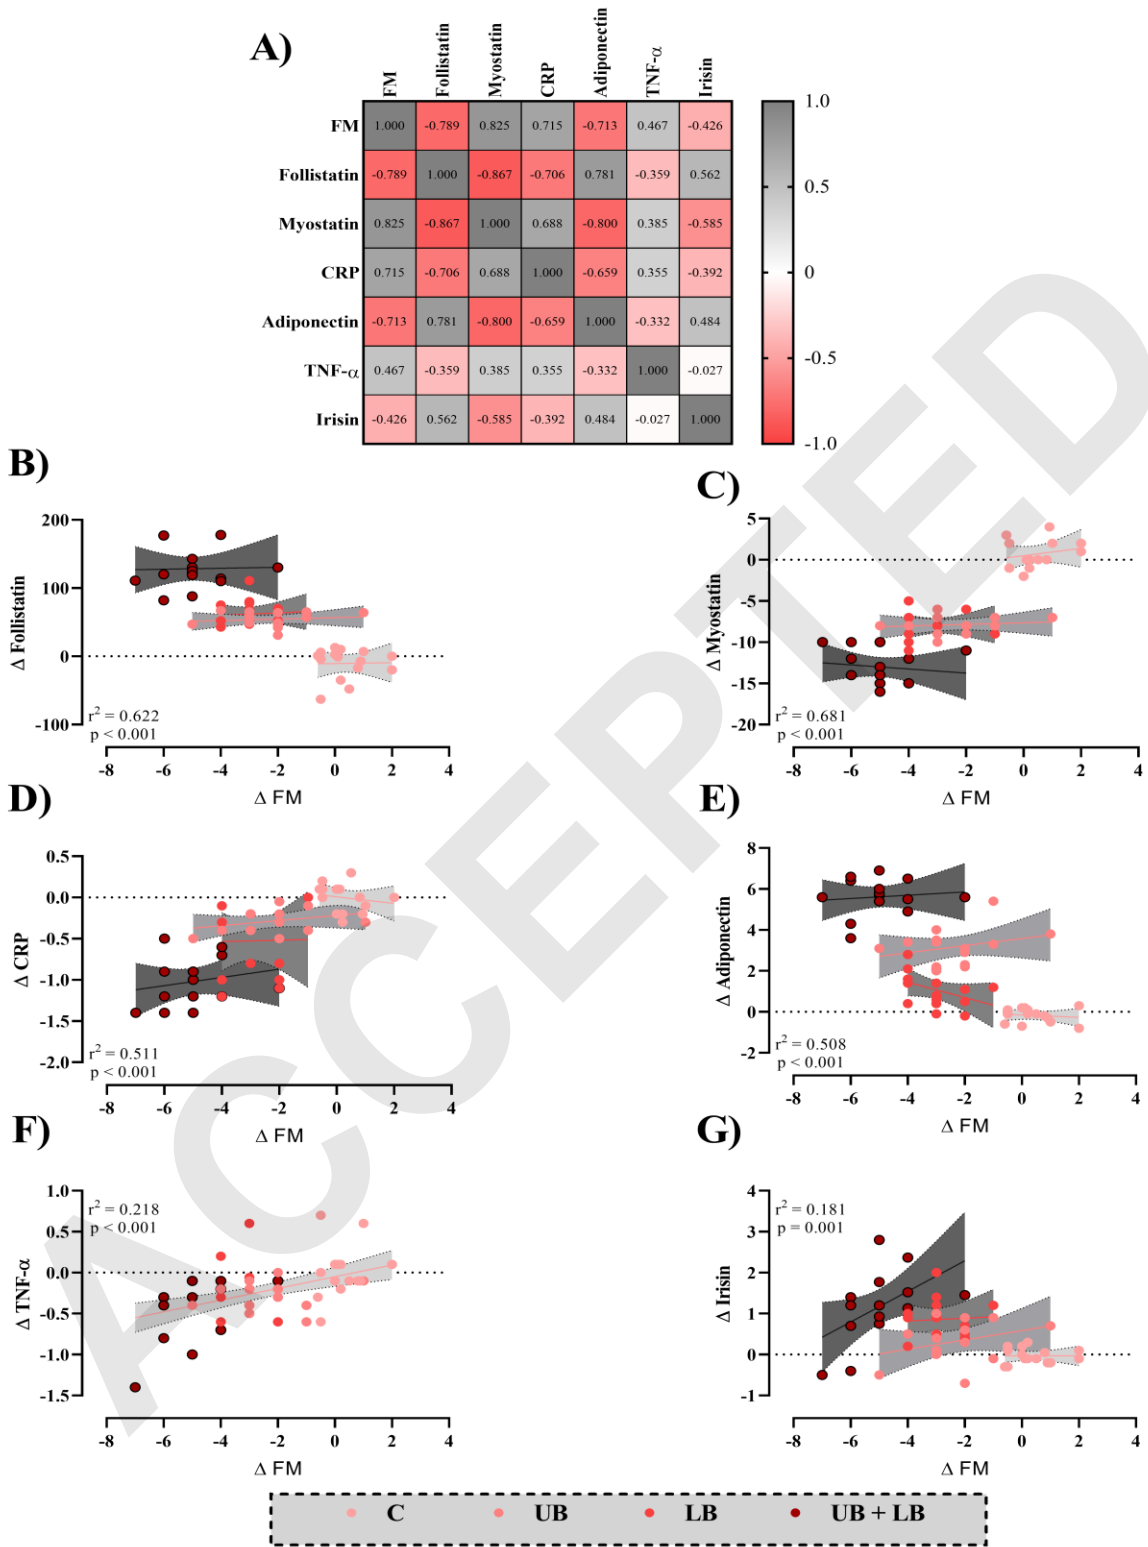 A)
FM Follistatin Myostatin CRP Adiponectin TNF-α Irisin
FM 1.000 -0.789 0.825 0.715 -0.713 0.467 -0.426
Follistatin -0.789 1.000 -0.867 -0.706 0.781 -0.359 0.562
Myostatin 0.825 -0.867 1.000 0.688 -0.800 0.385 -0.585
CRP 0.715 -0.706 0.688 1.000 -0.659 0.355 -0.392
Adiponectin -0.713 0.781 -0.800 -0.659 1.000 -0.332 0.484
TNF-α 0.467 -0.359 0.385 0.355 -0.332 1.000 -0.027
Irisin -0.426 0.562 -0.585 -0.392 0.484 -0.027 1.000
1.0
0.5
0
-0.5
-1.0
B)
Δ Follistatin
200
100
0
-100
r² = 0.622
p < 0.001
-8 -6 -4 -2 0 2 4
Δ FM
C)
Δ Myostatin
5
0
-5
-10
-15
-20
r² = 0.681
p < 0.001
-8 -6 -4 -2 0 2 4
Δ FM
D)
Δ CRP
0.5
0.0
-0.5
-1.0
-1.5
-2.0
r² = 0.511
p < 0.001
-8 -6 -4 -2 0 2 4
Δ FM
E)
Δ Adiponectin
8
6
4
2
0
-2
r² = 0.508
p < 0.001
-8 -6 -4 -2 0 2 4
Δ FM
F)
Δ TNF-α
1.0
0.5
0.0
-0.5
-1.0
-1.5
r² = 0.218
p < 0.001
-8 -6 -4 -2 0 2 4
Δ FM
G)
Δ Irisin
4
3
2
1
0
-1
r² = 0.181
p = 0.001
-8 -6 -4 -2 0 2 4
Δ FM
C UB LB UB + LB
ACCEPTED